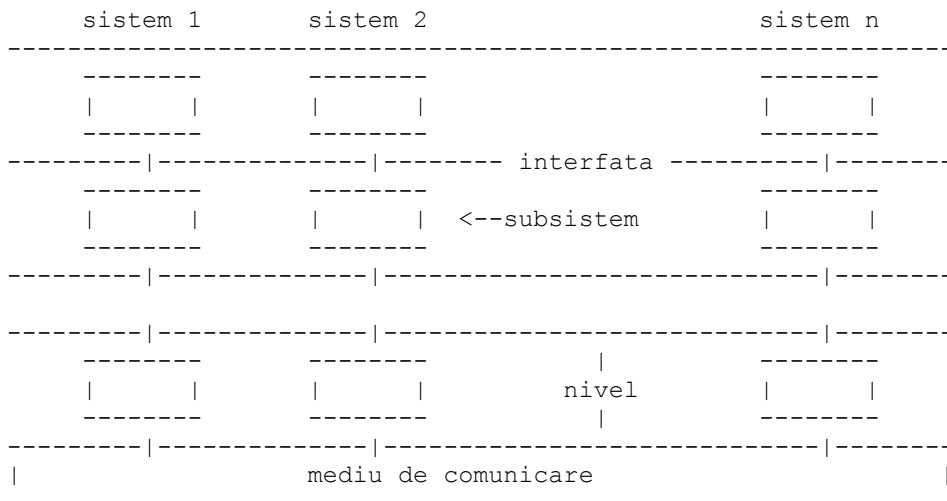 sistem 1 sistem 2 sistem n
interfata
<--subsistem
nivel
mediu de comunicare